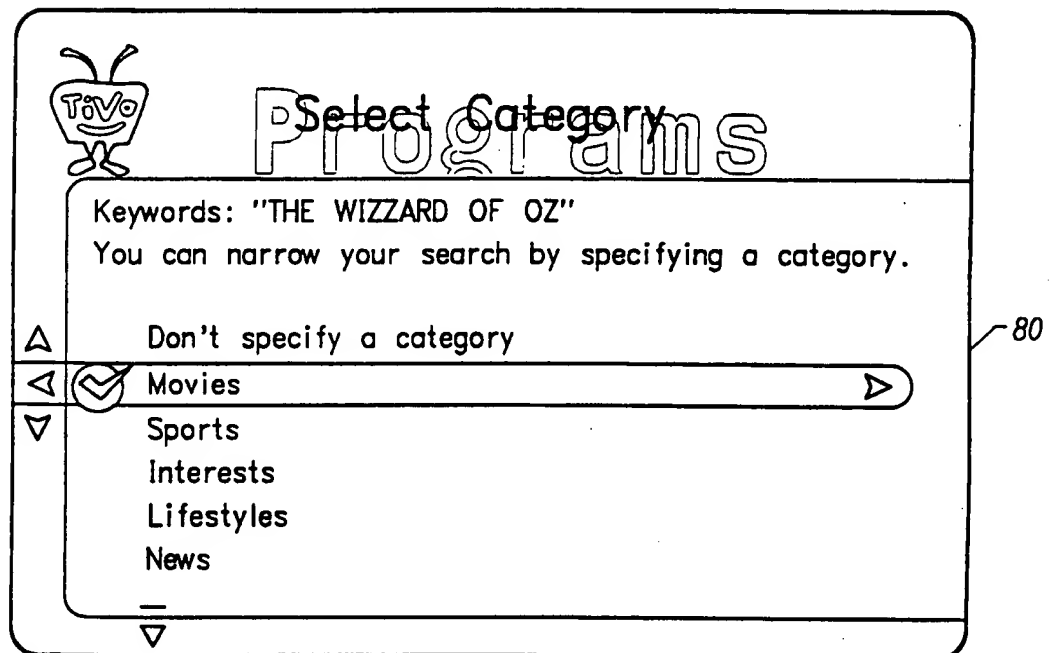 TiVo
Programs
Select Category
Keywords: "THE WIZZARD OF OZ"
You can narrow your search by specifying a category.
Don't specify a category
Movies
Sports
Interests
Lifestyles
News
80